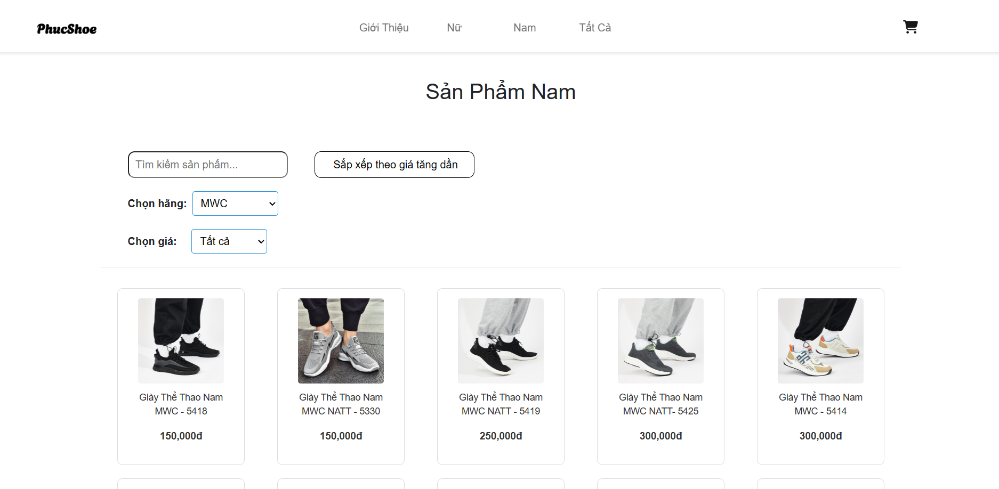 PhucShoe
Giới Thiệu
Nữ
Nam
Tất Cả
Sản Phẩm Nam
Tìm kiếm sản phẩm...
Sắp xếp theo giá tăng dần
Chọn hãng:
MWC
Chọn giá:
Tất cả
Giày Thể Thao Nam
MWC - 5418
150,000đ
Giày Thể Thao Nam
MWC NATT - 5330
150,000đ
Giày Thể Thao Nam
MWC NATT - 5419
250,000đ
Giày Thể Thao Nam
MWC NATT- 5425
300,000đ
Giày Thể Thao Nam
MWC - 5414
300,000đ